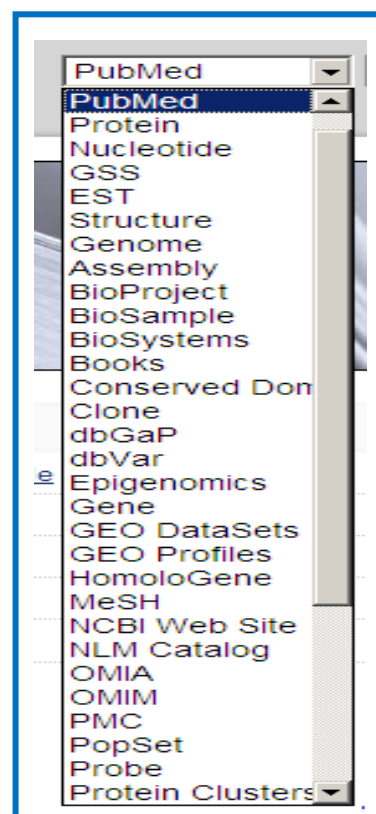 PubMed
PubMed
Protein
Nucleotide
GSS
EST
Structure
Genome
Assembly
BioProject
BioSample
BioSystems
Books
Conserved Dom
Clone
dbGaP
dbVar
e
Epigenomics
Gene
GEO DataSets
GEO Profiles
HomoloGene
MeSH
NCBI Web Site
NLM Catalog
OMIA
OMIM
PMC
PopSet
Probe
Protein Clusters
.